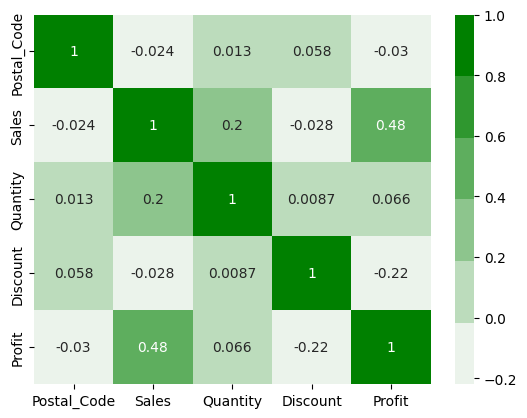 Postal_Code 1 -0.024 0.013 0.058 -0.03
Sales -0.024 1 0.2 -0.028 0.48
Quantity 0.013 0.2 1 0.0087 0.066
Discount 0.058 -0.028 0.0087 1 -0.22
Profit -0.03 0.48 0.066 -0.22 1
Postal_Code Sales Quantity Discount Profit
1.0
0.8
0.6
0.4
0.2
0.0
−0.2